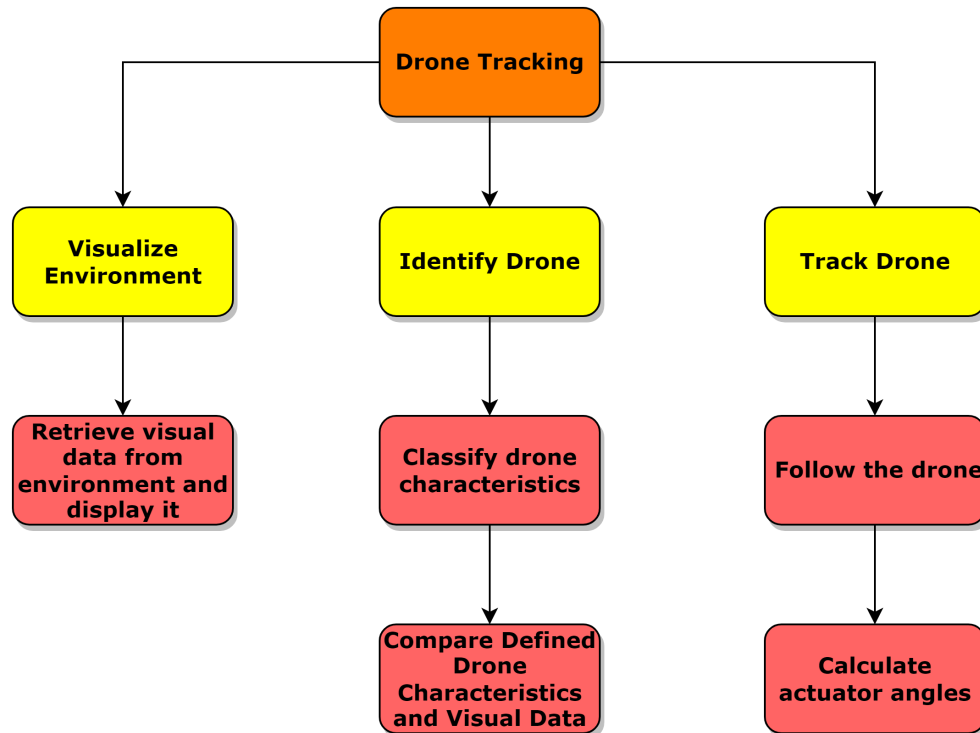 Drone Tracking
Visualize
Environment
Identify Drone
Track Drone
Retrieve visual
data from
environment and
display it
Classify drone
characteristics
Follow the drone
Compare Defined
Drone
Characteristics
and Visual Data
Calculate
actuator angles